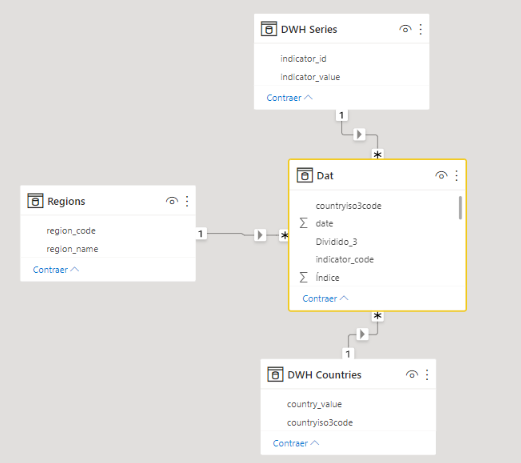 DWH Series
indicator_id
indicator_value
Contraer
1
*
Dat
countryiso3code
date
Dividido_3
indicator_code
Índice
Contraer
Regions
region_code
region_name
Contraer
1
*
*
1
DWH Countries
country_value
countryiso3code
Contraer